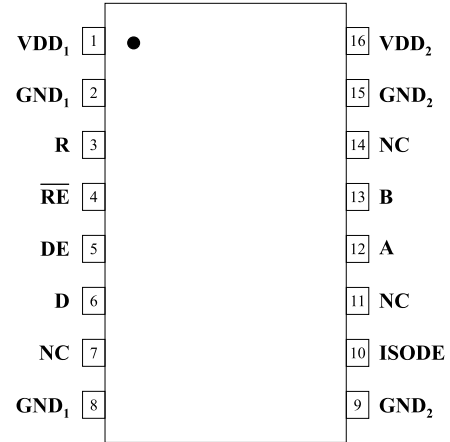 VDD₁ 1 16 VDD₂
GND₁ 2 15 GND₂
R 3 14 NC
R̅E̅ 4 13 B
DE 5 12 A
D 6 11 NC
NC 7 10 ISODE
GND₁ 8 9 GND₂